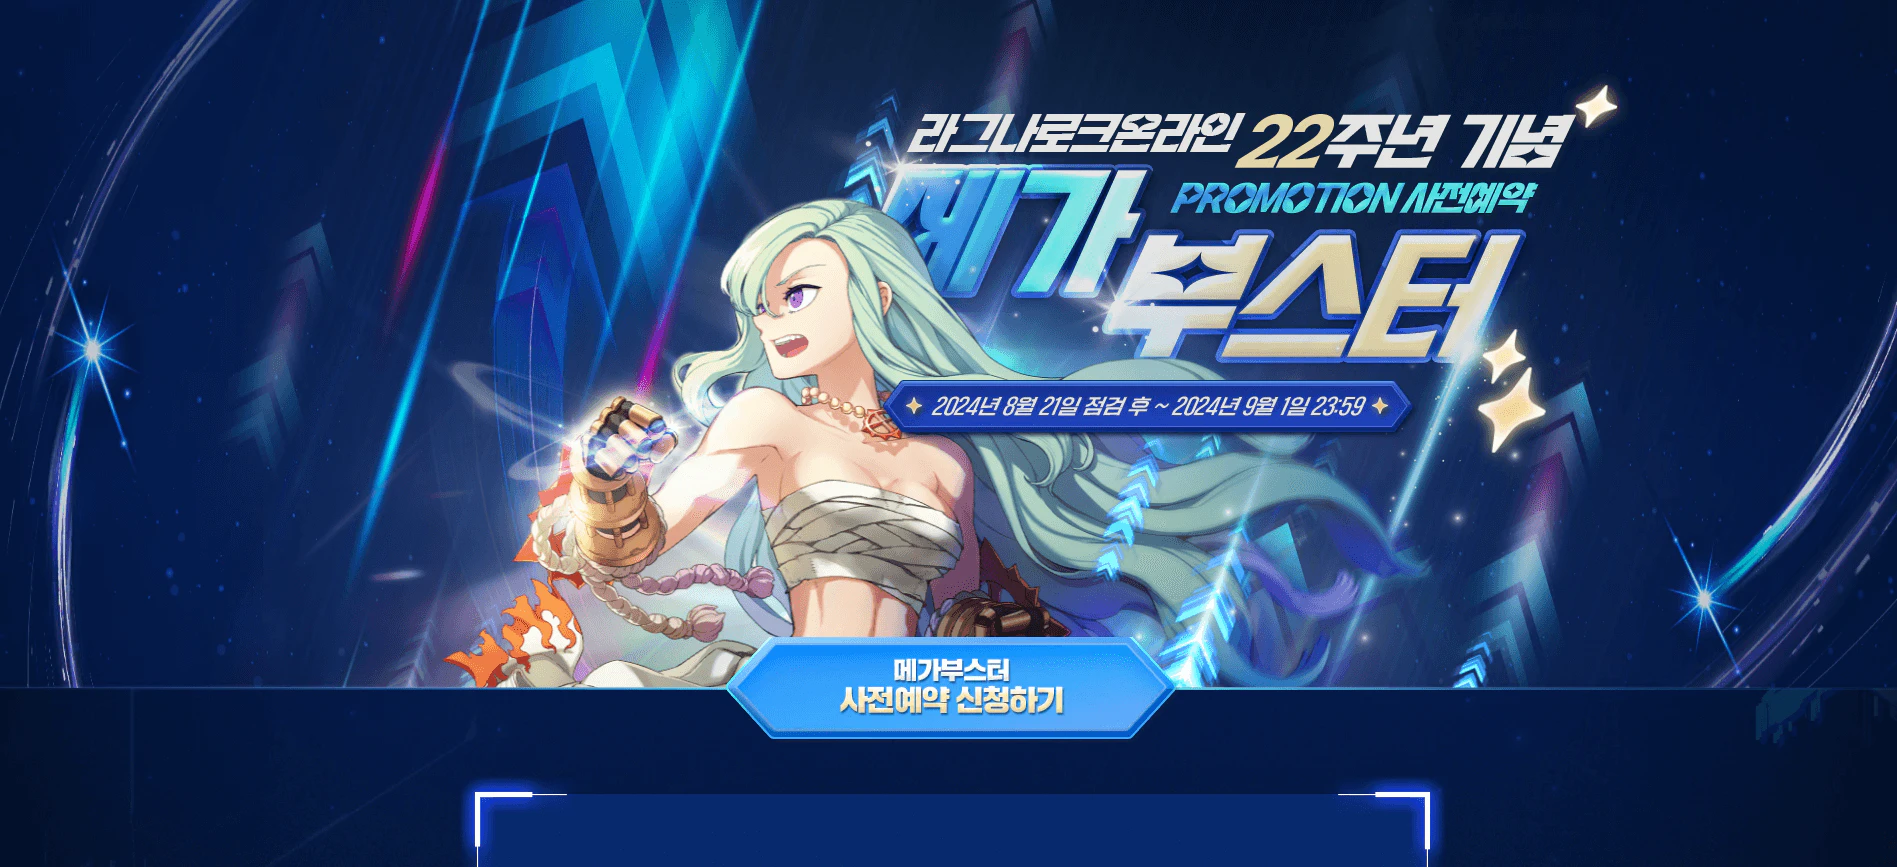 라그나로크온라인 22주년 기념
PROMOTION 사전예약
메가
부스터
2024년 8월 21일 점검 후 ~ 2024년 9월 1일 23:59
메가부스터
사전예약 신청하기